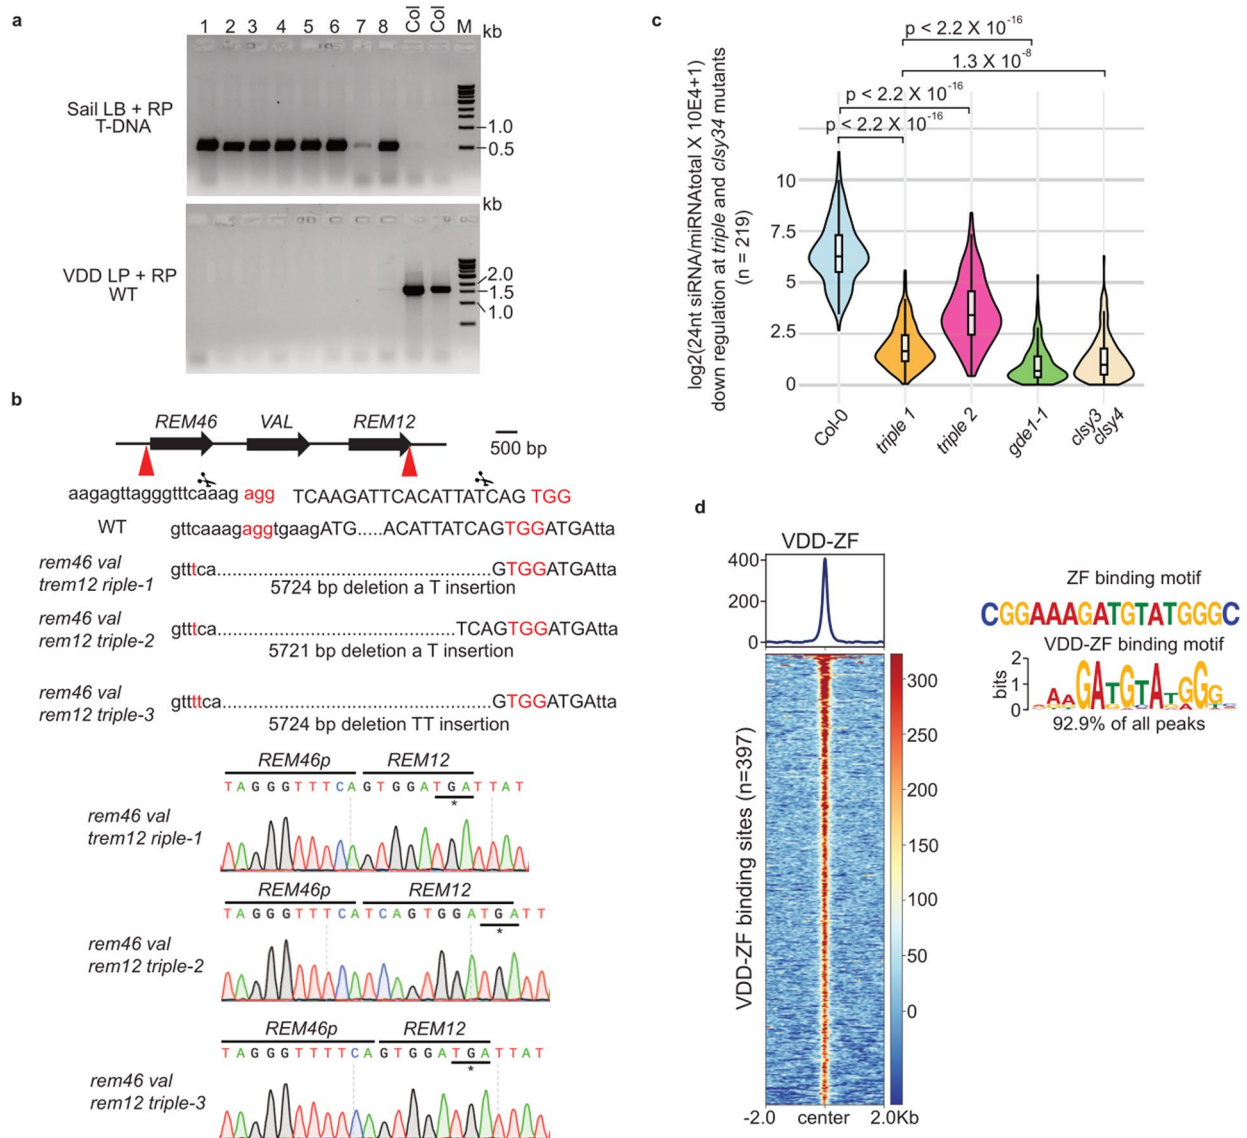 a
1 2 3 4 5 6 7 8 Col Col M kb
Sail LB + RP
T-DNA
1.0
0.5
kb
VDD LP + RP
WT
2.0
1.5
1.0
b
REM46 VAL REM12
500 bp
aagagttagggtttcaaag agg TCAAGATTCACATTATCAG TGG
WT gttcaaagaggtgaagATG.....ACATTATCAGTGGATGAtta
rem46 val
trem12 riple-1
gtttca..................................................GTGGATGAtta
5724 bp deletion a T insertion
rem46 val
rem12 triple-2
gtttca............................................TCAGTGGATGAtta
5721 bp deletion a T insertion
rem46 val
rem12 triple-3
gttttca.................................................GTGGATGAtta
5724 bp deletion TT insertion
REM46p REM12
TAGGGTTTCAGTGGATGATTAT
*
rem46 val
trem12 riple-1
REM46p REM12
TAGGGTTTCATCAGTGGATGATT
*
rem46 val
rem12 triple-2
REM46p REM12
TAGGGTTTTCAGTGGATGATTAT
*
rem46 val
rem12 triple-3
c
log2(24nt siRNA/miRNAtotal X 10E4+1)
down regulation at triple and clsy34 mutants
(n = 219)
p < 2.2 X 10⁻¹⁶
1.3 X 10⁻⁸
p < 2.2 X 10⁻¹⁶
p < 2.2 X 10⁻¹⁶
10
7.5
5
2.5
0
Col-0
triple 1
triple 2
gde1-1
clsy3
clsy4
d
VDD-ZF
400
200
0
VDD-ZF binding sites (n=397)
300
250
200
150
100
50
0
-2.0 center 2.0Kb
ZF binding motif
CGGAAAGATGTATGGGC
VDD-ZF binding motif
bits
2
1
0
AAGATGTATGGG
92.9% of all peaks